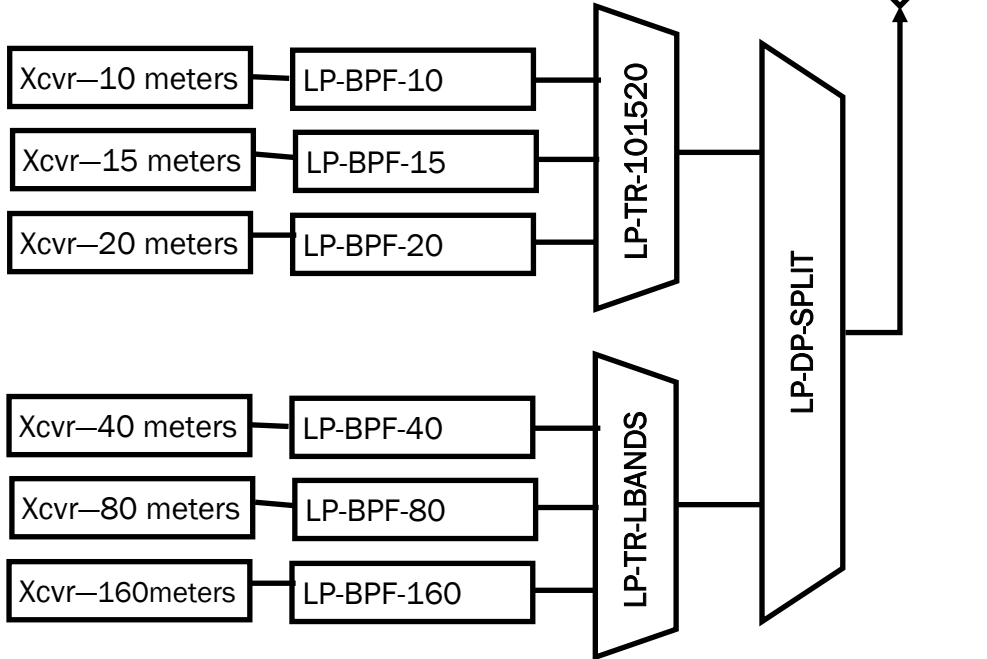 Xcvr—10 meters
LP-BPF-10
Xcvr—15 meters
LP-BPF-15
Xcvr—20 meters
LP-BPF-20
LP-TR-101520
LP-DP-SPLIT
Xcvr—40 meters
LP-BPF-40
Xcvr—80 meters
LP-BPF-80
Xcvr—160meters
LP-BPF-160
LP-TR-LBANDS